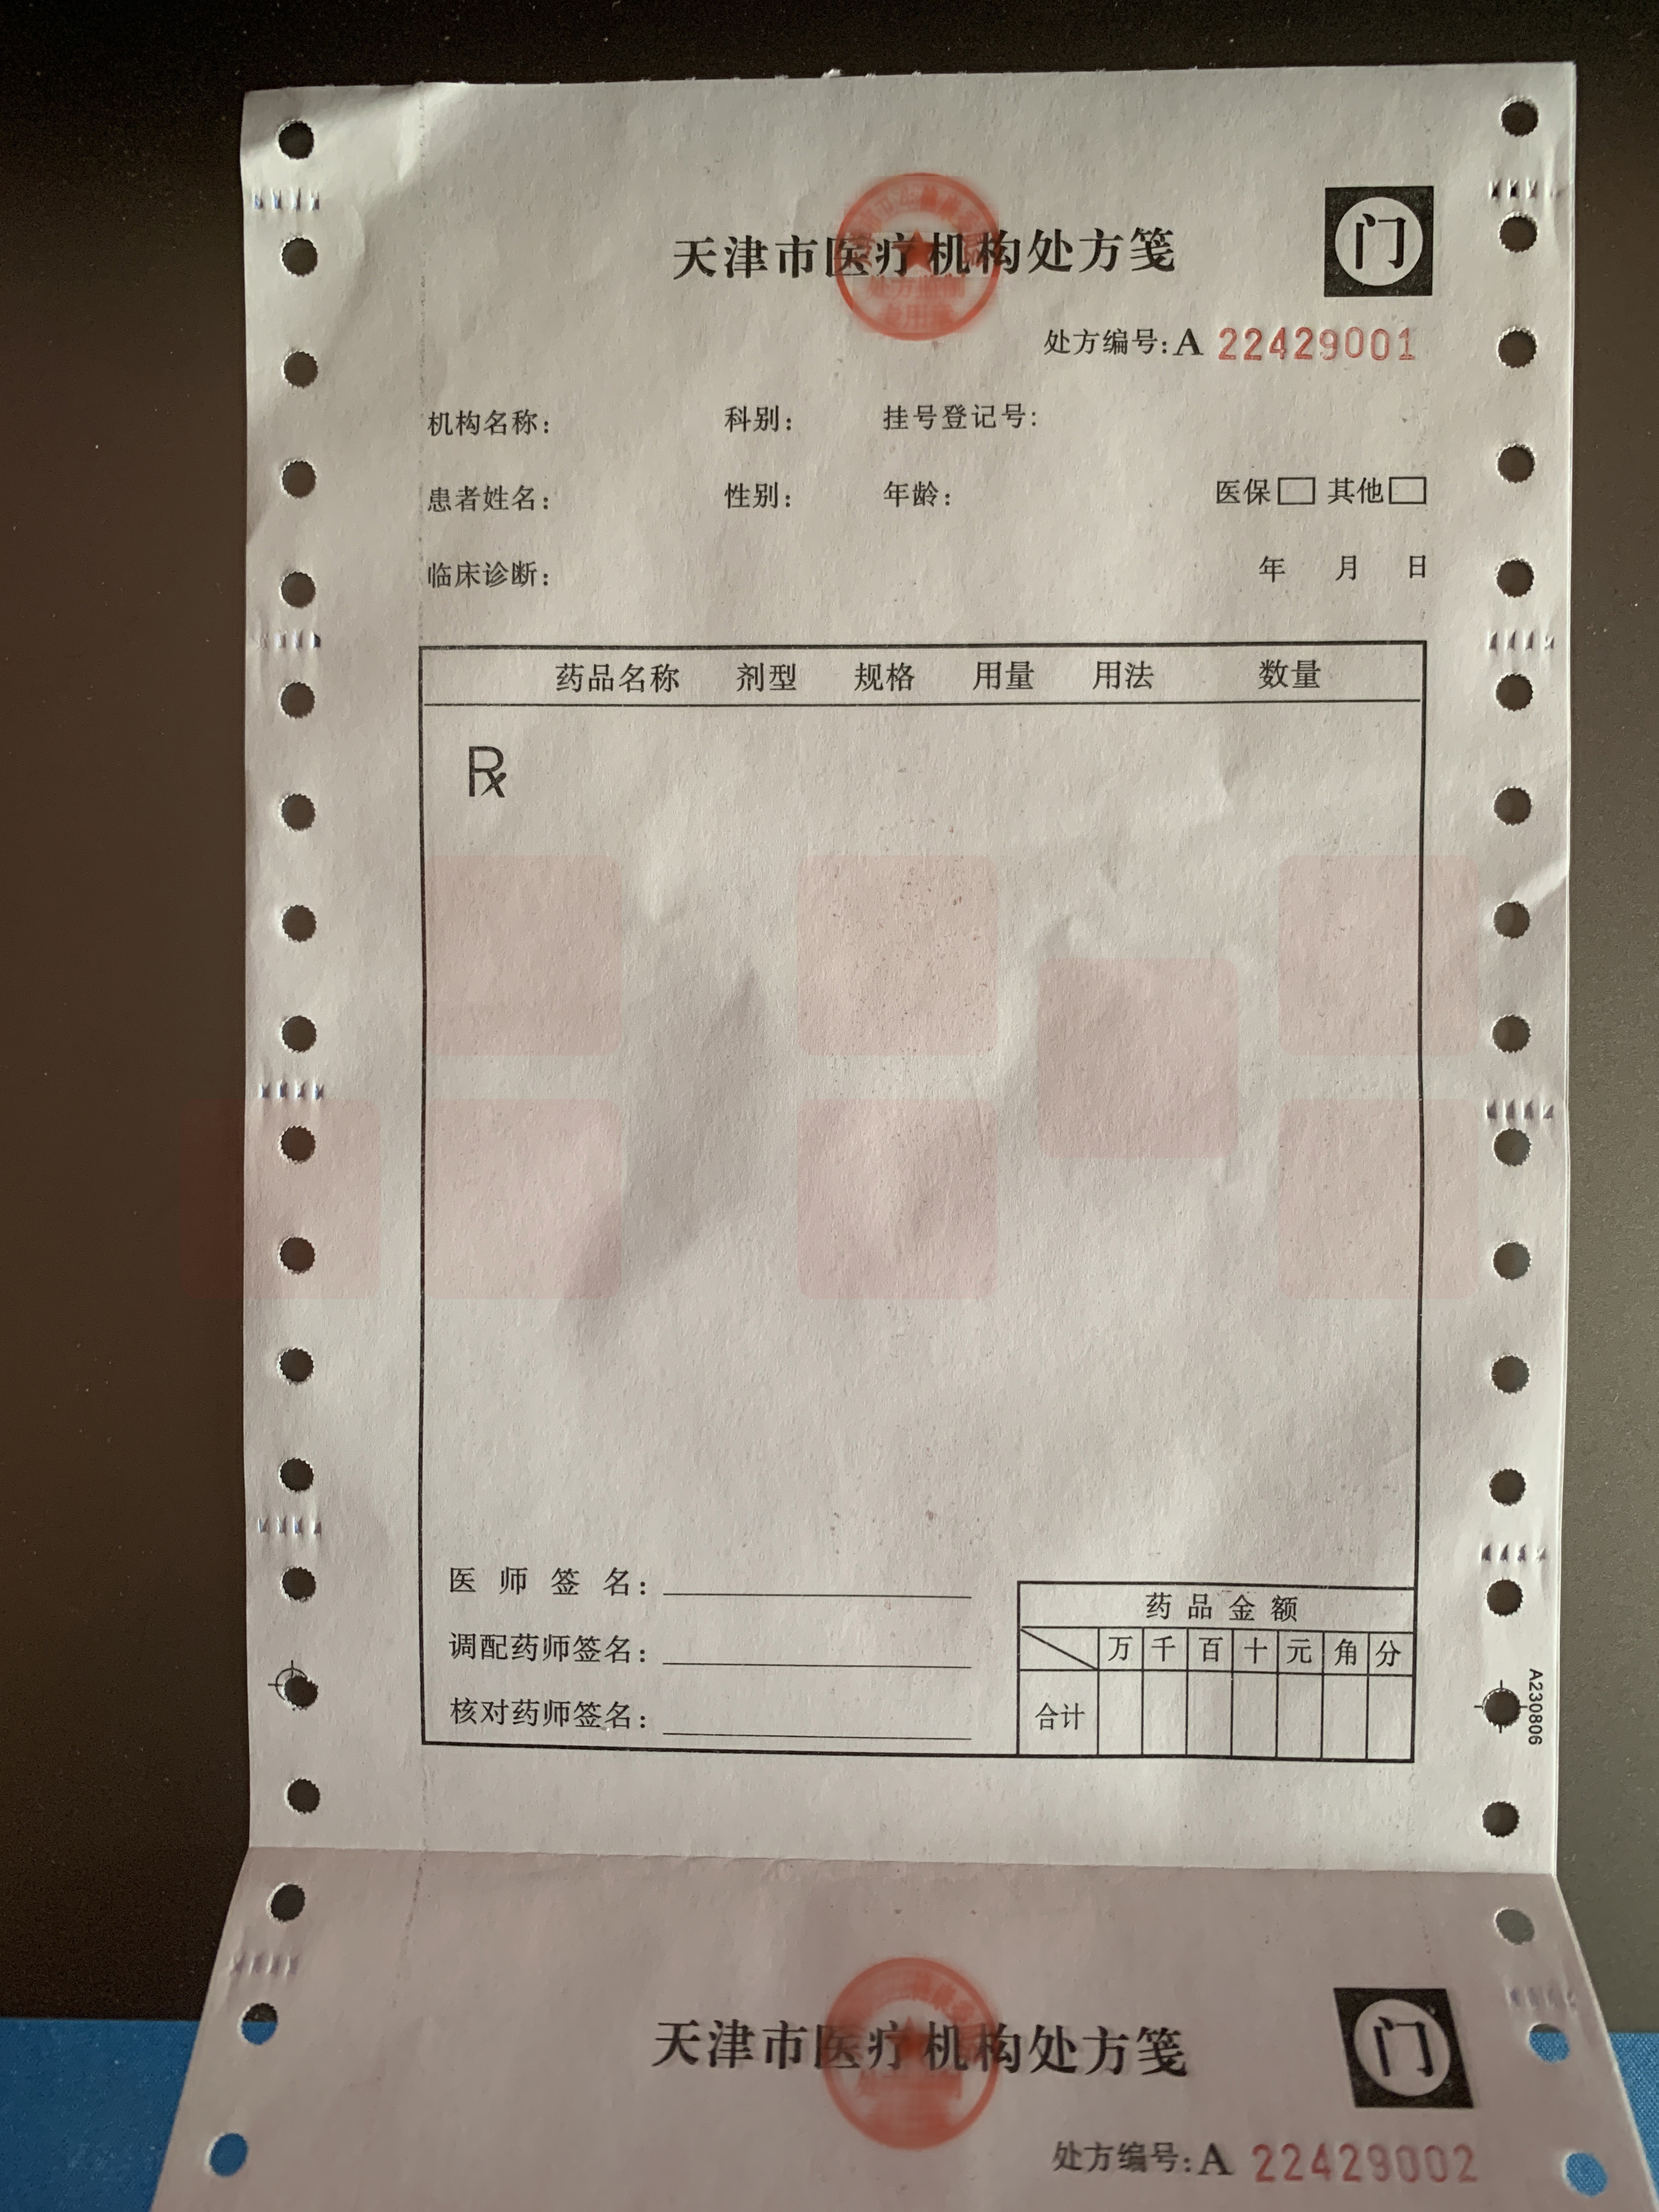 天津市医疗机构处方笺
门
处方编号:A 22429001
机构名称: 科别: 挂号登记号:
患者姓名: 性别: 年龄: 医保 其他
临床诊断: 年 月 日
药品名称 剂型 规格 用量 用法 数量
R
医师签名:
调配药师签名:
核对药师签名:
药品金额
万 千 百 十 元 角 分
合计
A230806
天津市医疗机构处方笺
门
处方编号:A 22429002